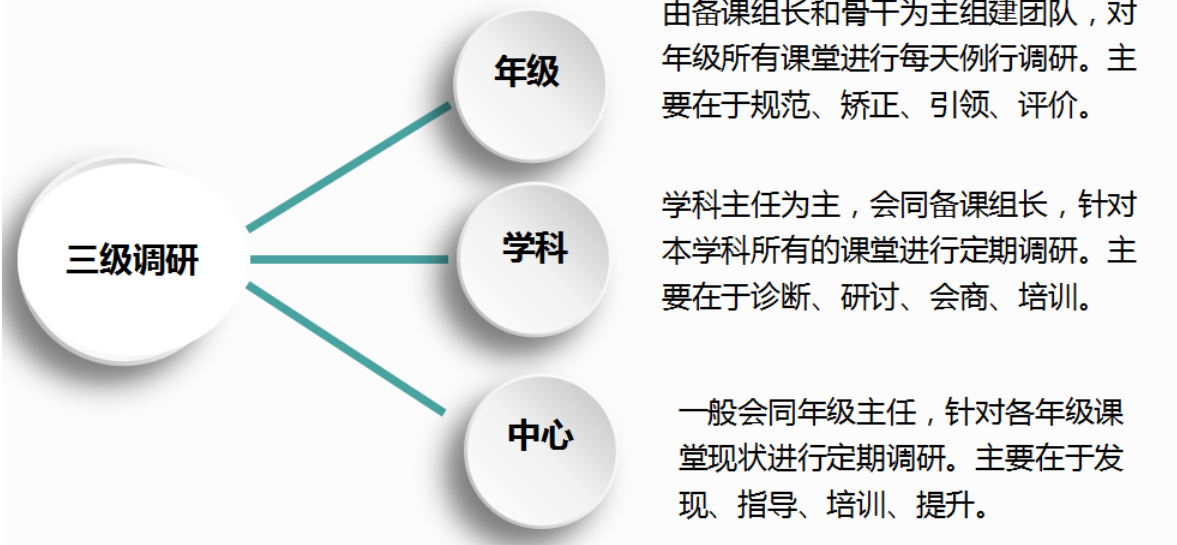 三级调研
年级
由备课组长和骨干为主组建团队，对
年级所有课堂进行每天例行调研。主
要在于规范、矫正、引领、评价。
学科
学科主任为主，会同备课组长，针对
本学科所有的课堂进行定期调研。主
要在于诊断、研讨、会商、培训。
中心
一般会同年级主任，针对各年级课
堂现状进行定期调研。主要在于发
现、指导、培训、提升。